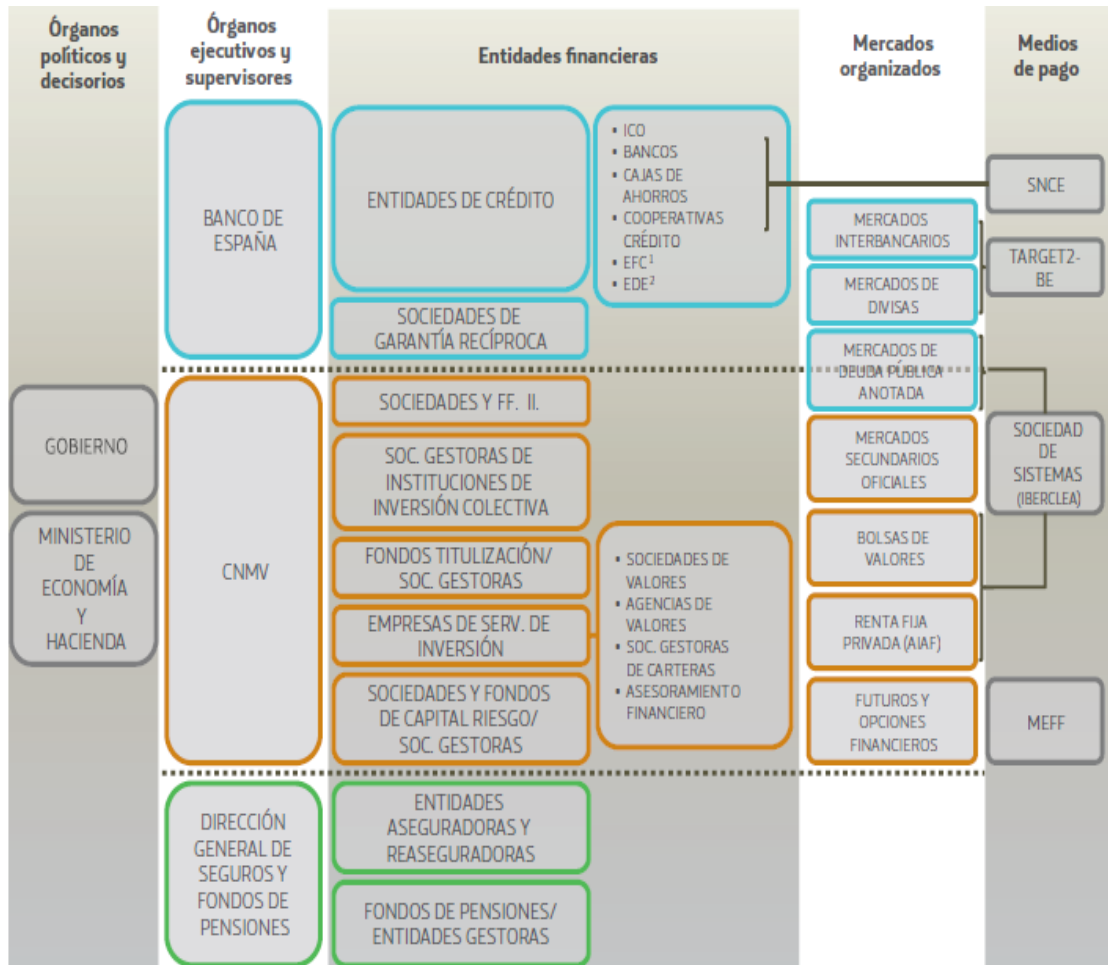 Órganos
políticos y
decisorios
Órganos
ejecutivos y
supervisores
Entidades financieras
Mercados
organizados
Medios
de pago
GOBIERNO
MINISTERIO
DE
ECONOMÍA
Y
HACIENDA
BANCO DE
ESPAÑA
CNMV
DIRECCIÓN
GENERAL DE
SEGUROS Y
FONDOS DE
PENSIONES
ENTIDADES DE CRÉDITO
SOCIEDADES DE
GARANTÍA RECÍPROCA
SOCIEDADES Y FF. II.
SOC. GESTORAS DE
INSTITUCIONES DE
INVERSIÓN COLECTIVA
FONDOS TITULIZACIÓN/
SOC. GESTORAS
EMPRESAS DE SERV. DE
INVERSIÓN
SOCIEDADES Y FONDOS
DE CAPITAL RIESGO/
SOC. GESTORAS
ENTIDADES
ASEGURADORAS Y
REASEGURADORAS
FONDOS DE PENSIONES/
ENTIDADES GESTORAS
▪ ICO
▪ BANCOS
▪ CAJAS DE
AHORROS
▪ COOPERATIVAS
CRÉDITO
▪ EFC¹
▪ EDE²
▪ SOCIEDADES DE
VALORES
▪ AGENCIAS DE
VALORES
▪ SOC. GESTORAS
DE CARTERAS
▪ ASESORAMIENTO
FINANCIERO
MERCADOS
INTERBANCARIOS
MERCADOS DE
DIVISAS
MERCADOS DE
DEUDA PÚBLICA
ANOTADA
MERCADOS
SECUNDARIOS
OFICIALES
BOLSAS DE
VALORES
RENTA FIJA
PRIVADA (AIAF)
FUTUROS Y
OPCIONES
FINANCIEROS
SNCE
TARGET2-
BE
SOCIEDAD
DE
SISTEMAS
(IBERCLEA)
MEFF